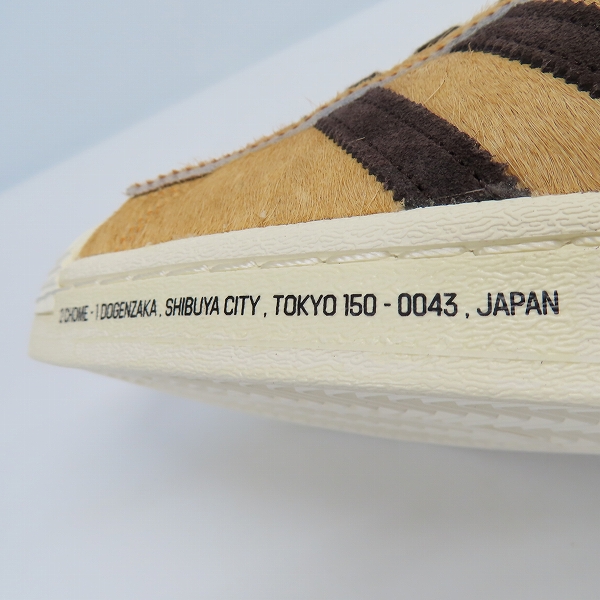 2 CHOME - 1 DOGENZAKA , SHIBUYA CITY , TOKYO 150 - 0043 , JAPAN